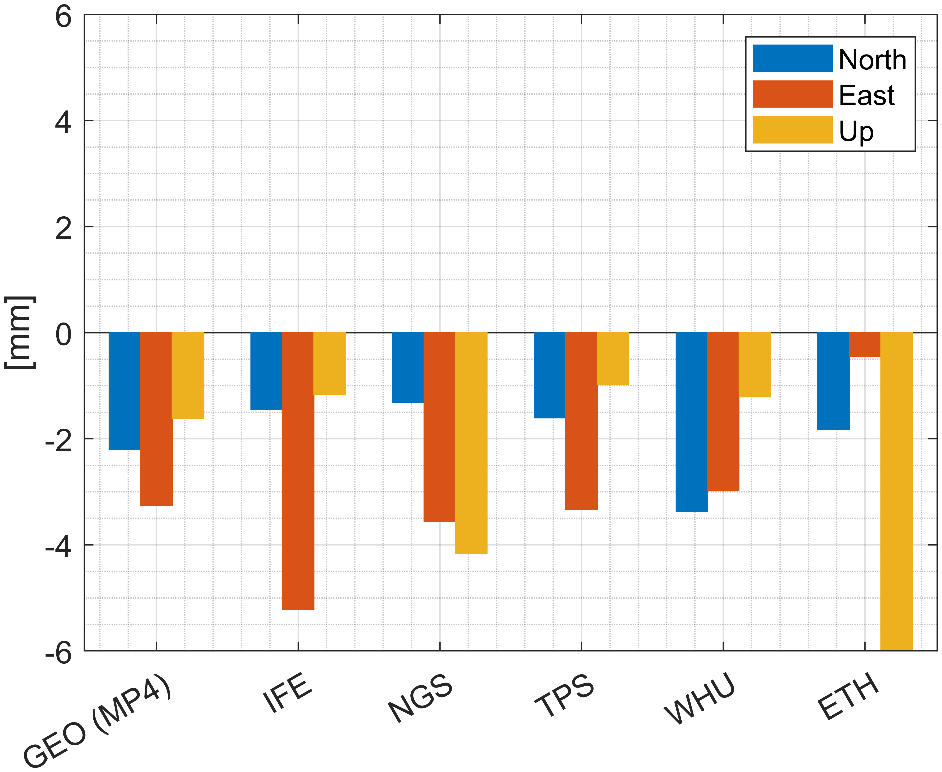 6
4
2
0
-2
-4
-6
[mm]
North
East
Up
GEO (MP4)
IFE
NGS
TPS
WHU
ETH